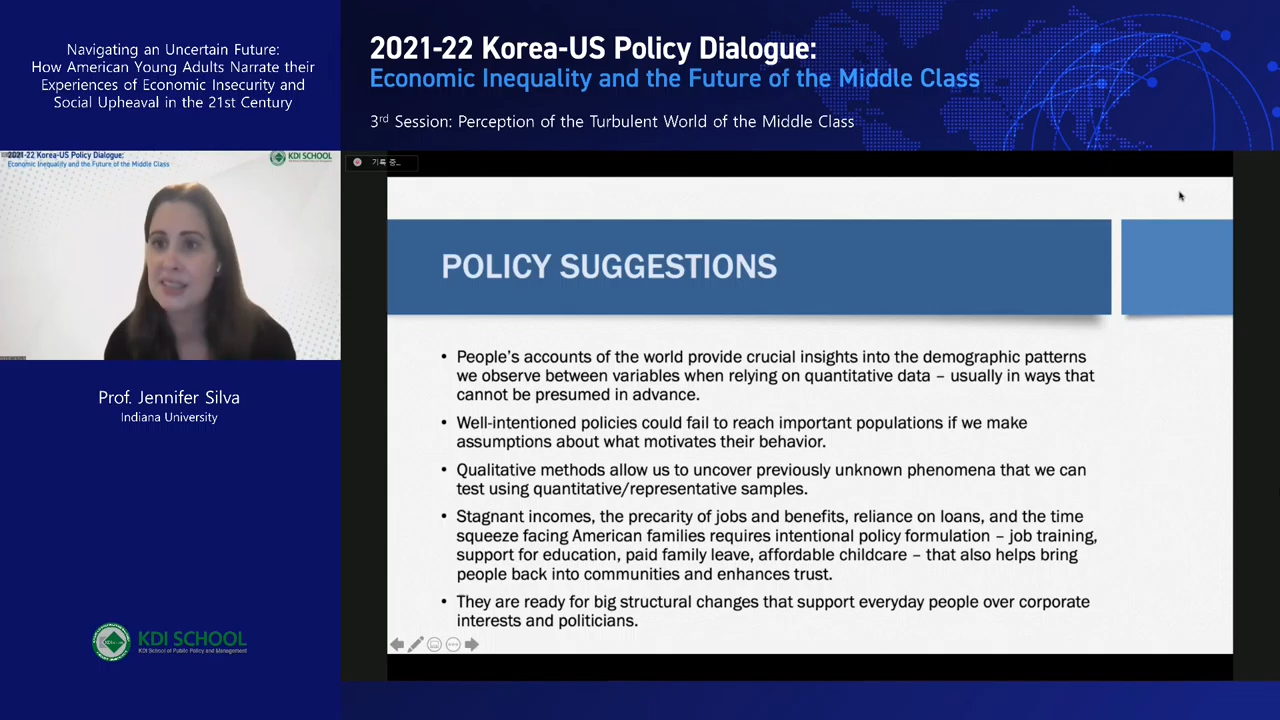 Navigating an Uncertain Future:
How American Young Adults Narrate their
Experiences of Economic Insecurity and
Social Upheaval in the 21st Century
2021-22 Korea-US Policy Dialogue:
Economic Inequality and the Future of the Middle Class
3rd Session: Perception of the Turbulent World of the Middle Class
2021-22 Korea-US Policy Dialogue:
Economic Inequality and the Future of the Middle Class
KDI SCHOOL
기록 중...
POLICY SUGGESTIONS
• People's accounts of the world provide crucial insights into the demographic patterns
we observe between variables when relying on quantitative data – usually in ways that
cannot be presumed in advance.
• Well-intentioned policies could fail to reach important populations if we make
assumptions about what motivates their behavior.
• Qualitative methods allow us to uncover previously unknown phenomena that we can
test using quantitative/representative samples.
• Stagnant incomes, the precarity of jobs and benefits, reliance on loans, and the time
squeeze facing American families requires intentional policy formulation – job training,
support for education, paid family leave, affordable childcare – that also helps bring
people back into communities and enhances trust.
• They are ready for big structural changes that support everyday people over corporate
interests and politicians.
Prof. Jennifer Silva
Indiana University
KDI SCHOOL
KDI School of Public Policy and Management